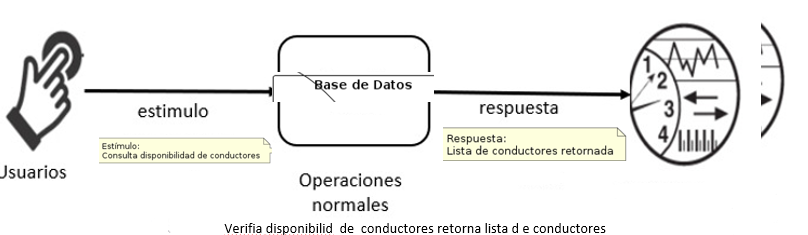 Base de Datos
estimulo
respuesta
Estímulo:
Consulta disponibilidad de conductores
Respuesta:
Lista de conductores retornada
1
2
3
4
Usuarios
Operaciones
normales
Verifia disponibilid de conductores retorna lista d e conductores